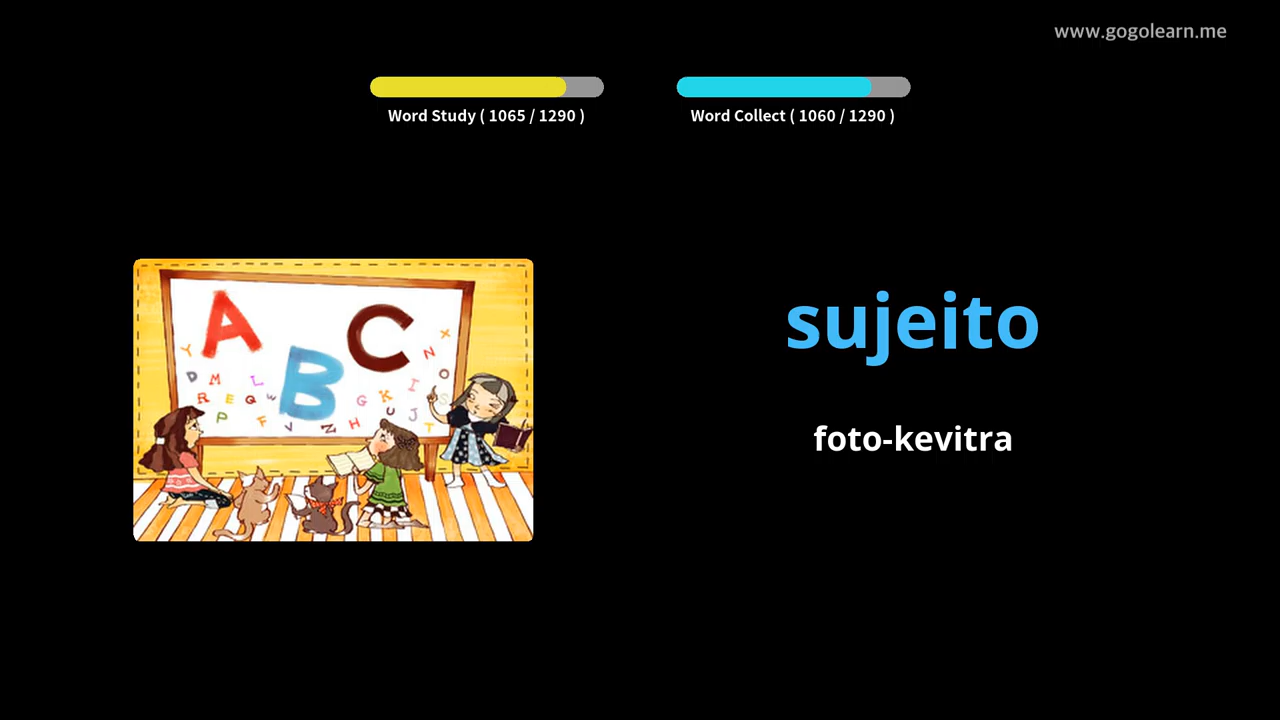 www.gogolearn.me
Word Study ( 1065 / 1290 )
Word Collect ( 1060 / 1290 )
A
B
C
X
Y
N
D M L I O
R E Q W G K S
P F V Z H U J T
sujeito
foto-kevitra